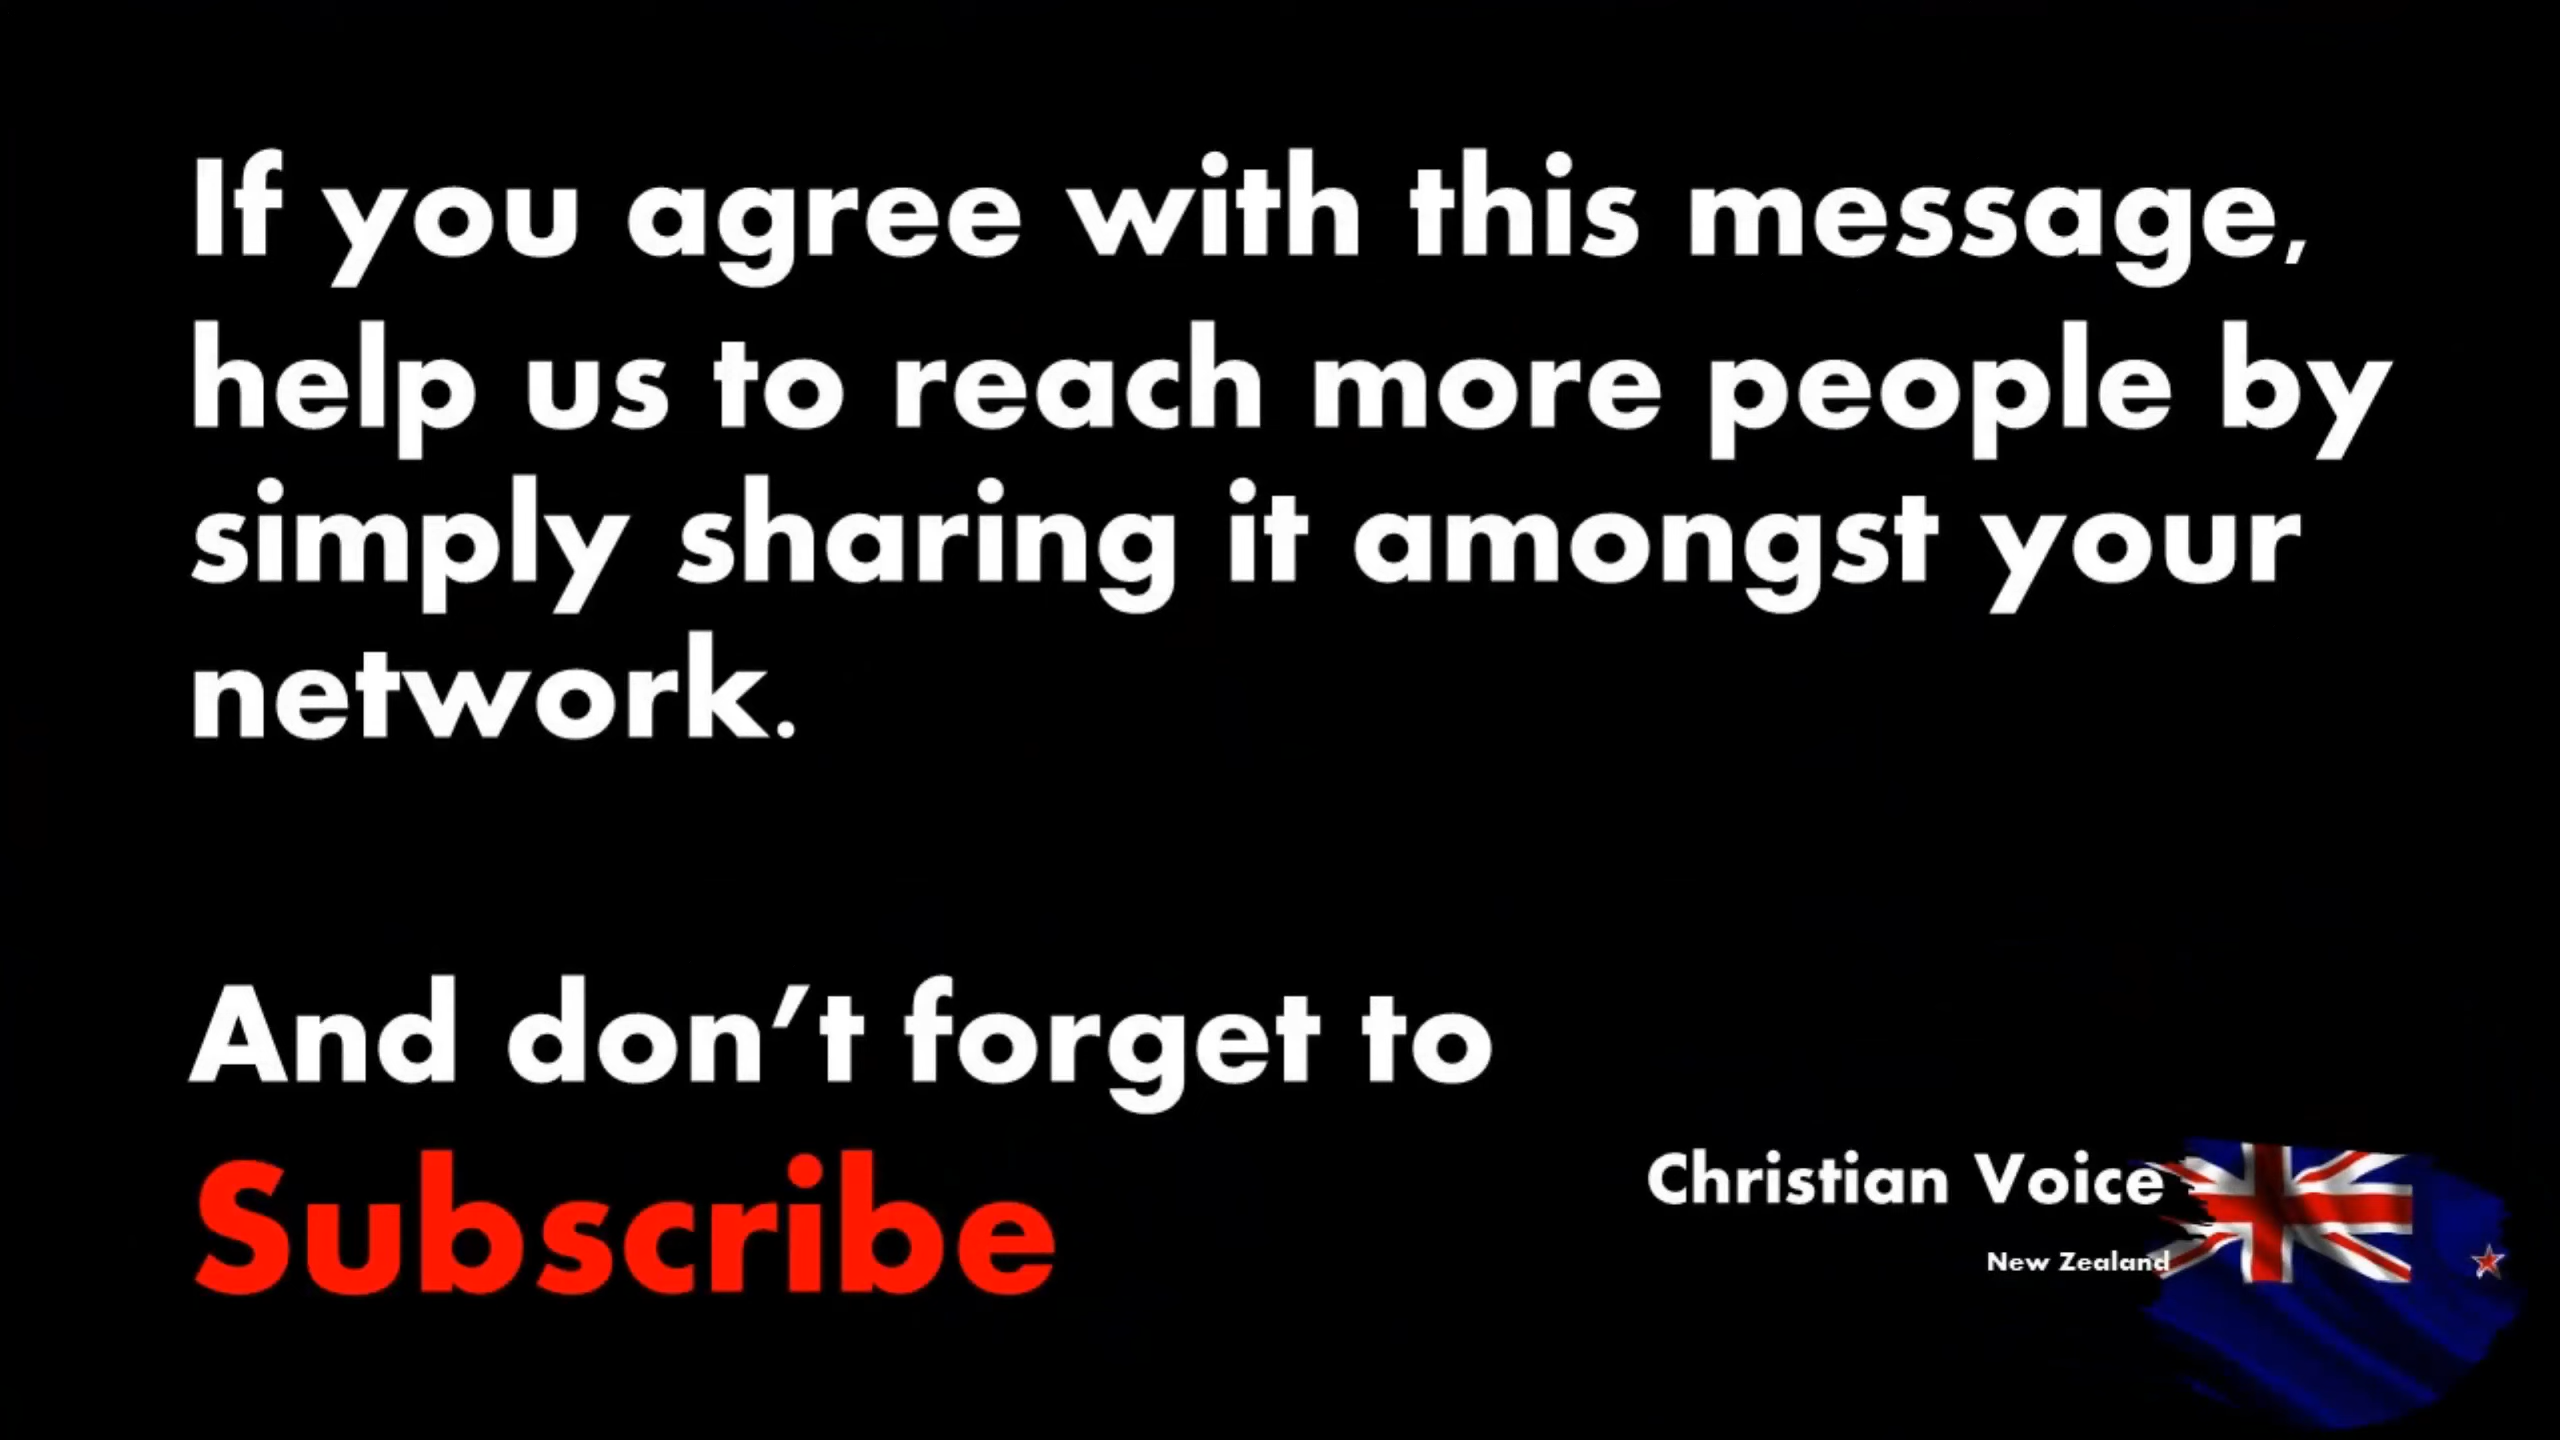 If you agree with this message,
help us to reach more people by
simply sharing it amongst your
network.
And don’t forget to
Subscribe
Christian Voice
New Zealand